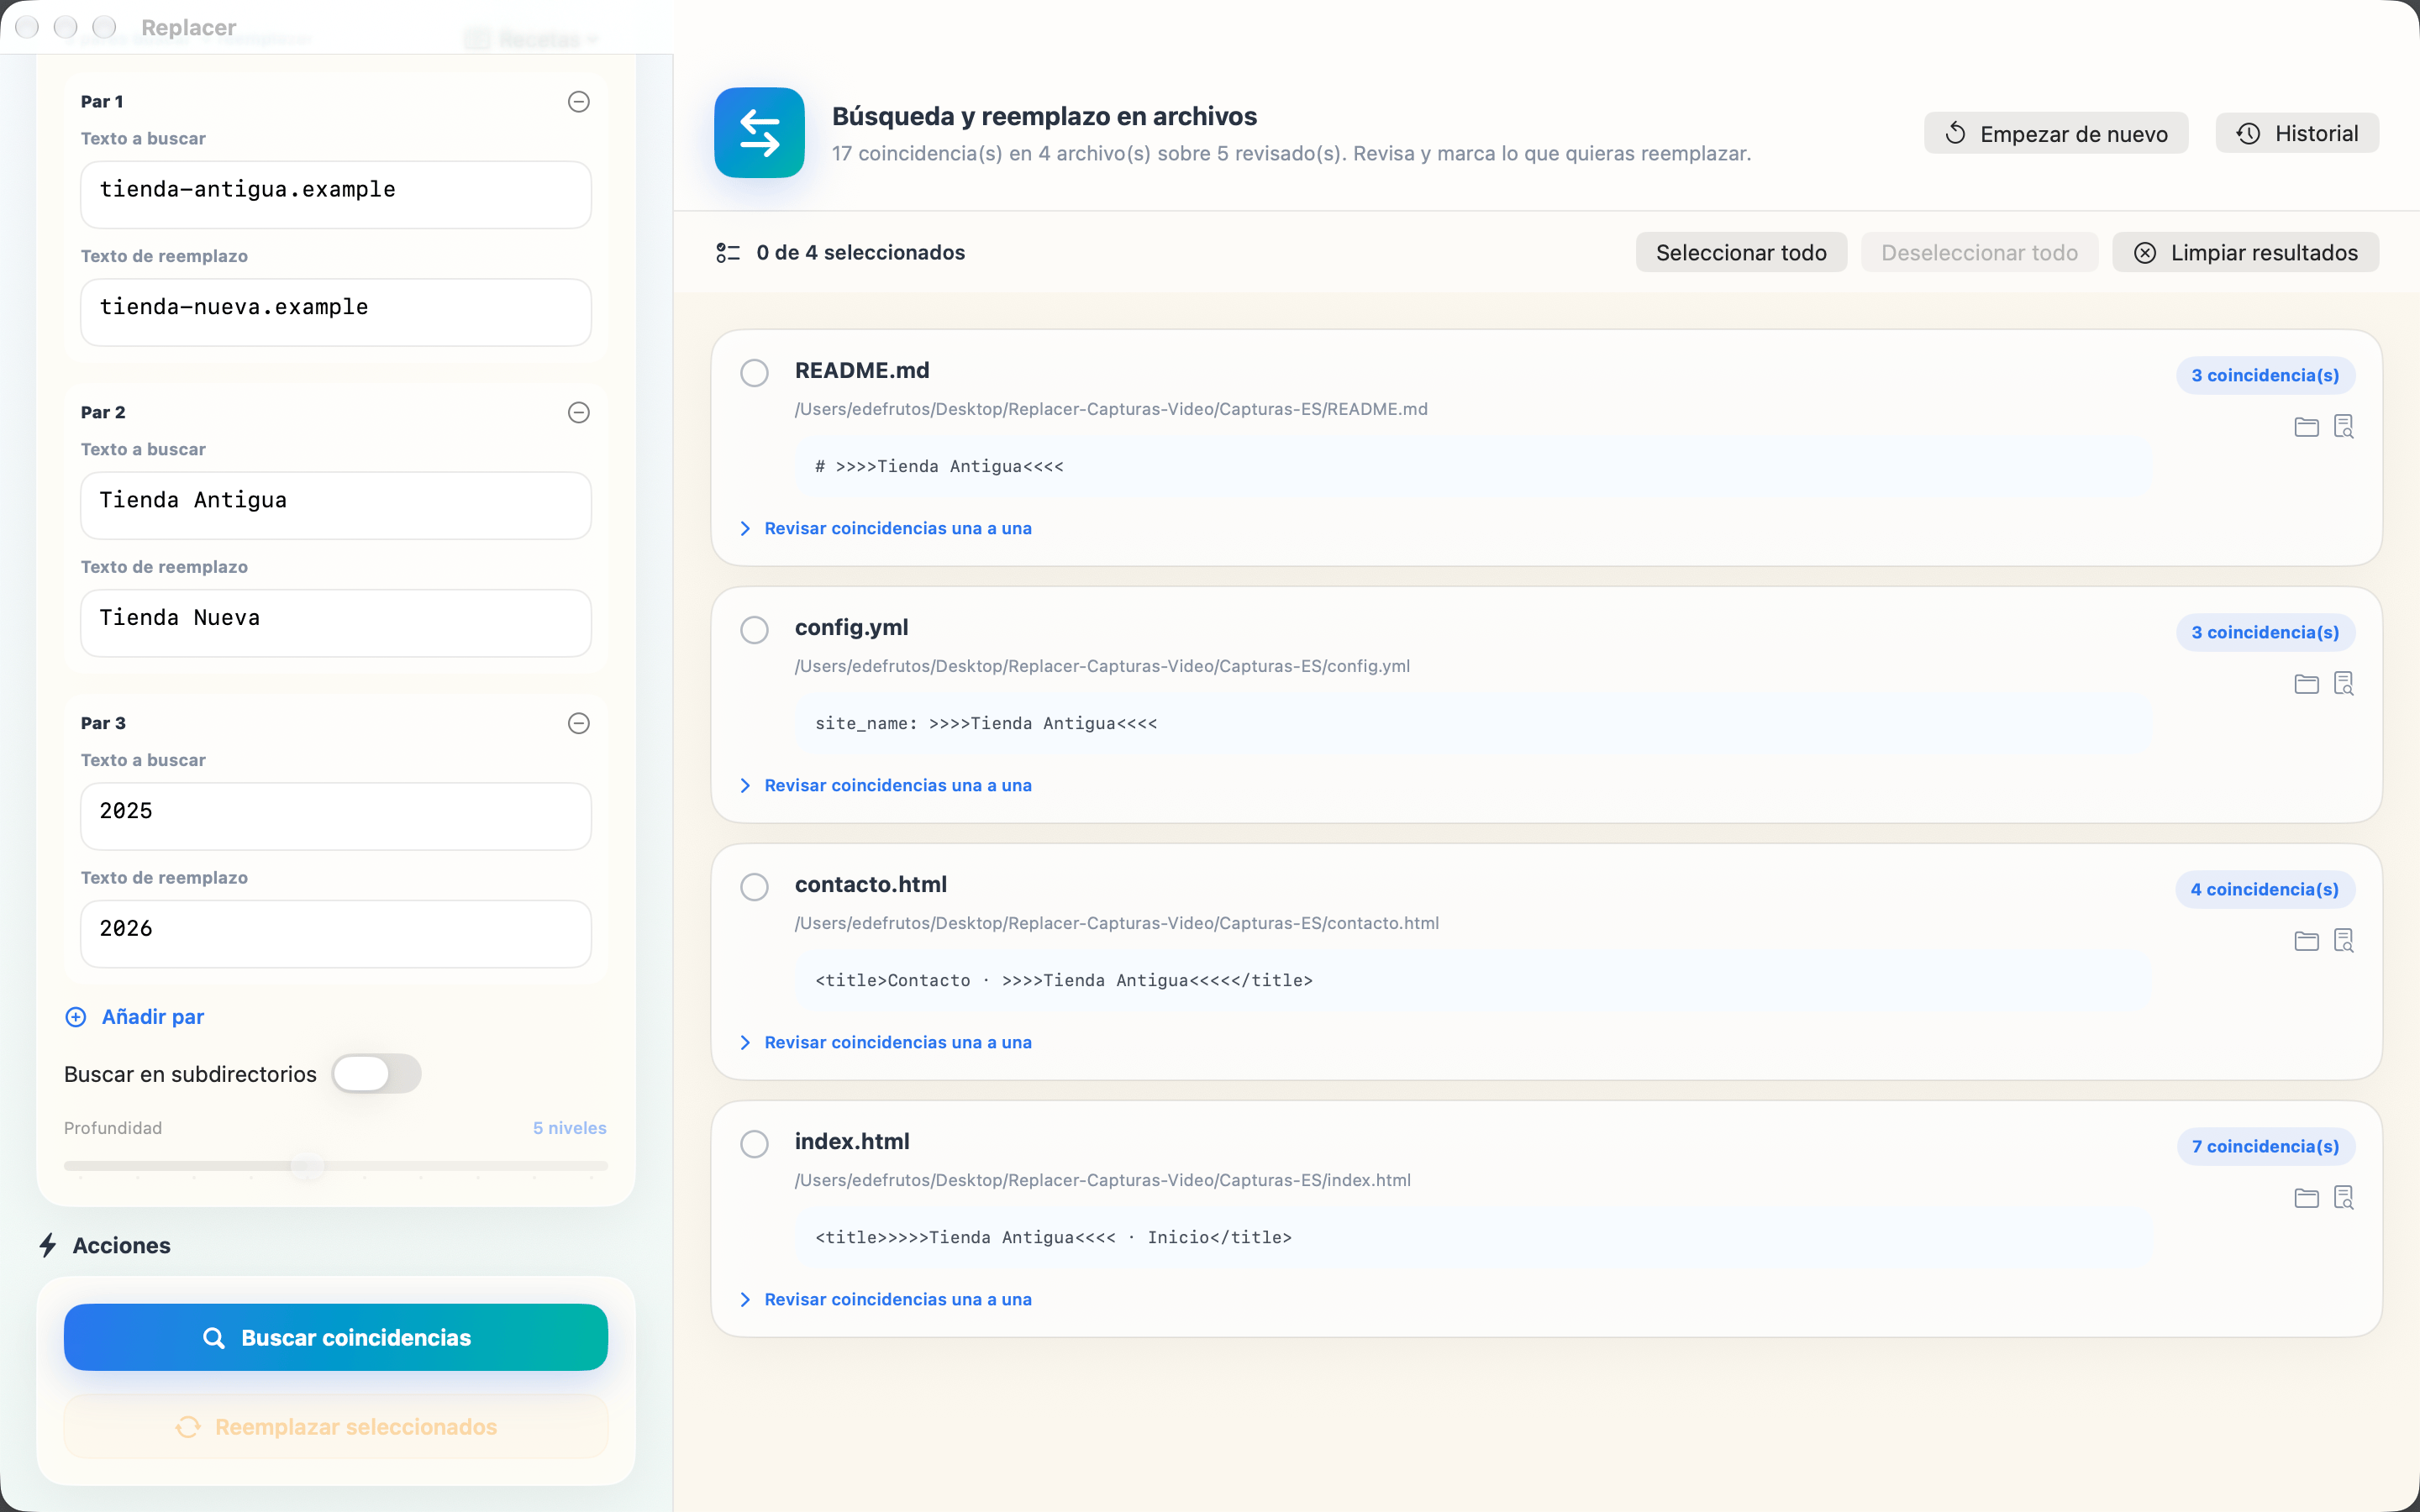 Replacer
Recetas
Par 1
Texto a buscar
tienda-antigua.example
Texto de reemplazo
tienda-nueva.example
Par 2
Texto a buscar
Tienda Antigua
Texto de reemplazo
Tienda Nueva
Par 3
Texto a buscar
2025
Texto de reemplazo
2026
Añadir par
Buscar en subdirectorios
Profundidad
5 niveles
Acciones
Buscar coincidencias
Reemplazar seleccionados
Búsqueda y reemplazo en archivos
17 coincidencia(s) en 4 archivo(s) sobre 5 revisado(s). Revisa y marca lo que quieras reemplazar.
Empezar de nuevo
Historial
0 de 4 seleccionados
Seleccionar todo
Deseleccionar todo
Limpiar resultados
README.md
3 coincidencia(s)
/Users/edefrutos/Desktop/Replacer-Capturas-Video/Capturas-ES/README.md
# >>>>Tienda Antigua<<<<
Revisar coincidencias una a una
config.yml
3 coincidencia(s)
/Users/edefrutos/Desktop/Replacer-Capturas-Video/Capturas-ES/config.yml
site_name: >>>>Tienda Antigua<<<<
Revisar coincidencias una a una
contacto.html
4 coincidencia(s)
/Users/edefrutos/Desktop/Replacer-Capturas-Video/Capturas-ES/contacto.html
<title>Contacto · >>>>Tienda Antigua<<<<</title>
Revisar coincidencias una a una
index.html
7 coincidencia(s)
/Users/edefrutos/Desktop/Replacer-Capturas-Video/Capturas-ES/index.html
<title>>>>>Tienda Antigua<<<< · Inicio</title>
Revisar coincidencias una a una